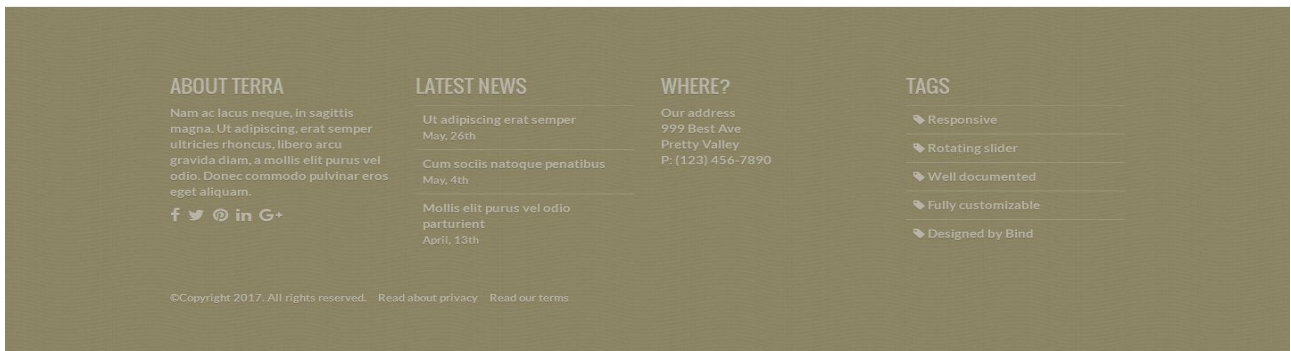 ABOUT TERRA
Nam ac lacus neque, in sagittis
magna. Ut adipiscing, erat semper
ultricies rhoncus, libero arcu
gravida diam, a mollis elit purus vel
odio. Donec commodo pulvinar eros
eget aliquam.
LATEST NEWS
Ut adipiscing erat semper
May, 26th
Cum sociis natoque penatibus
May, 4th
Mollis elit purus vel odio
parturient
April, 13th
WHERE?
Our address
999 Best Ave
Pretty Valley
P: (123) 456-7890
TAGS
Responsive
Rotating slider
Well documented
Fully customizable
Designed by Bind
©Copyright 2017. All rights reserved. Read about privacy Read our terms